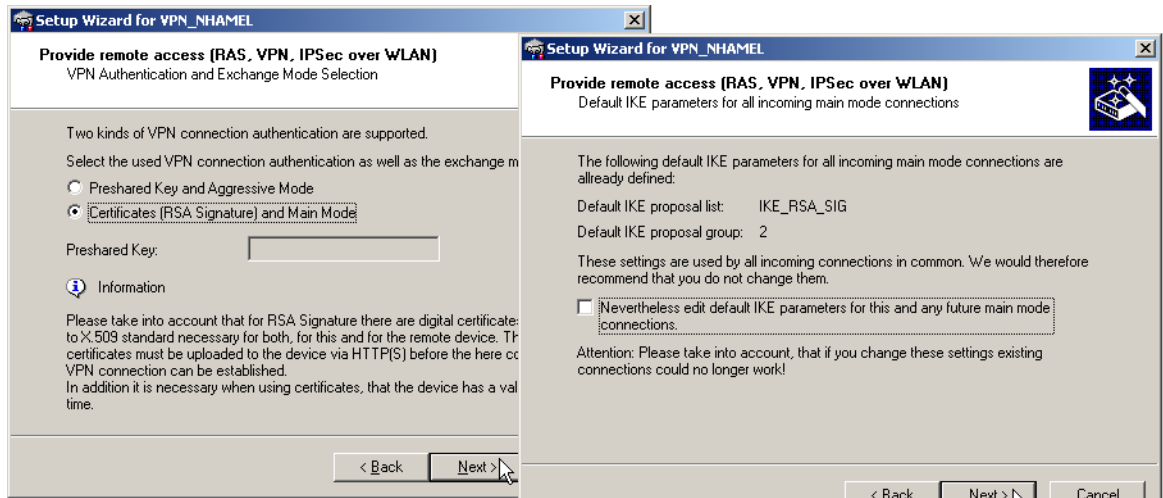 Setup Wizard for VPN_NHAMEL
Provide remote access (RAS, VPN, IPSec over WLAN)
VPN Authentication and Exchange Mode Selection
Two kinds of VPN connection authentication are supported.
Select the used VPN connection authentication as well as the exchange m
Preshared Key and Aggressive Mode
Certificates (RSA Signature) and Main Mode
Preshared Key:
Information
Please take into account that for RSA Signature there are digital certificate
to X.509 standard necessary for both, for this and for the remote device. Th
certificates must be uploaded to the device via HTTP(S) before the here co
VPN connection can be established.
In addition it is necessary when using certificates, that the device has a val
time.
< Back
Next >
Setup Wizard for VPN_NHAMEL
Provide remote access (RAS, VPN, IPSec over WLAN)
Default IKE parameters for all incoming main mode connections
The following default IKE parameters for all incoming main mode connections are
allready defined:
Default IKE proposal list: IKE_RSA_SIG
Default IKE proposal group: 2
These settings are used by all incoming connections in common. We would therefore
recommend that you do not change them.
Nevertheless edit default IKE parameters for this and any future main mode
connections.
Attention: Please take into account, that if you change these settings existing
connections could no longer work!
< Back
Next >
Cancel